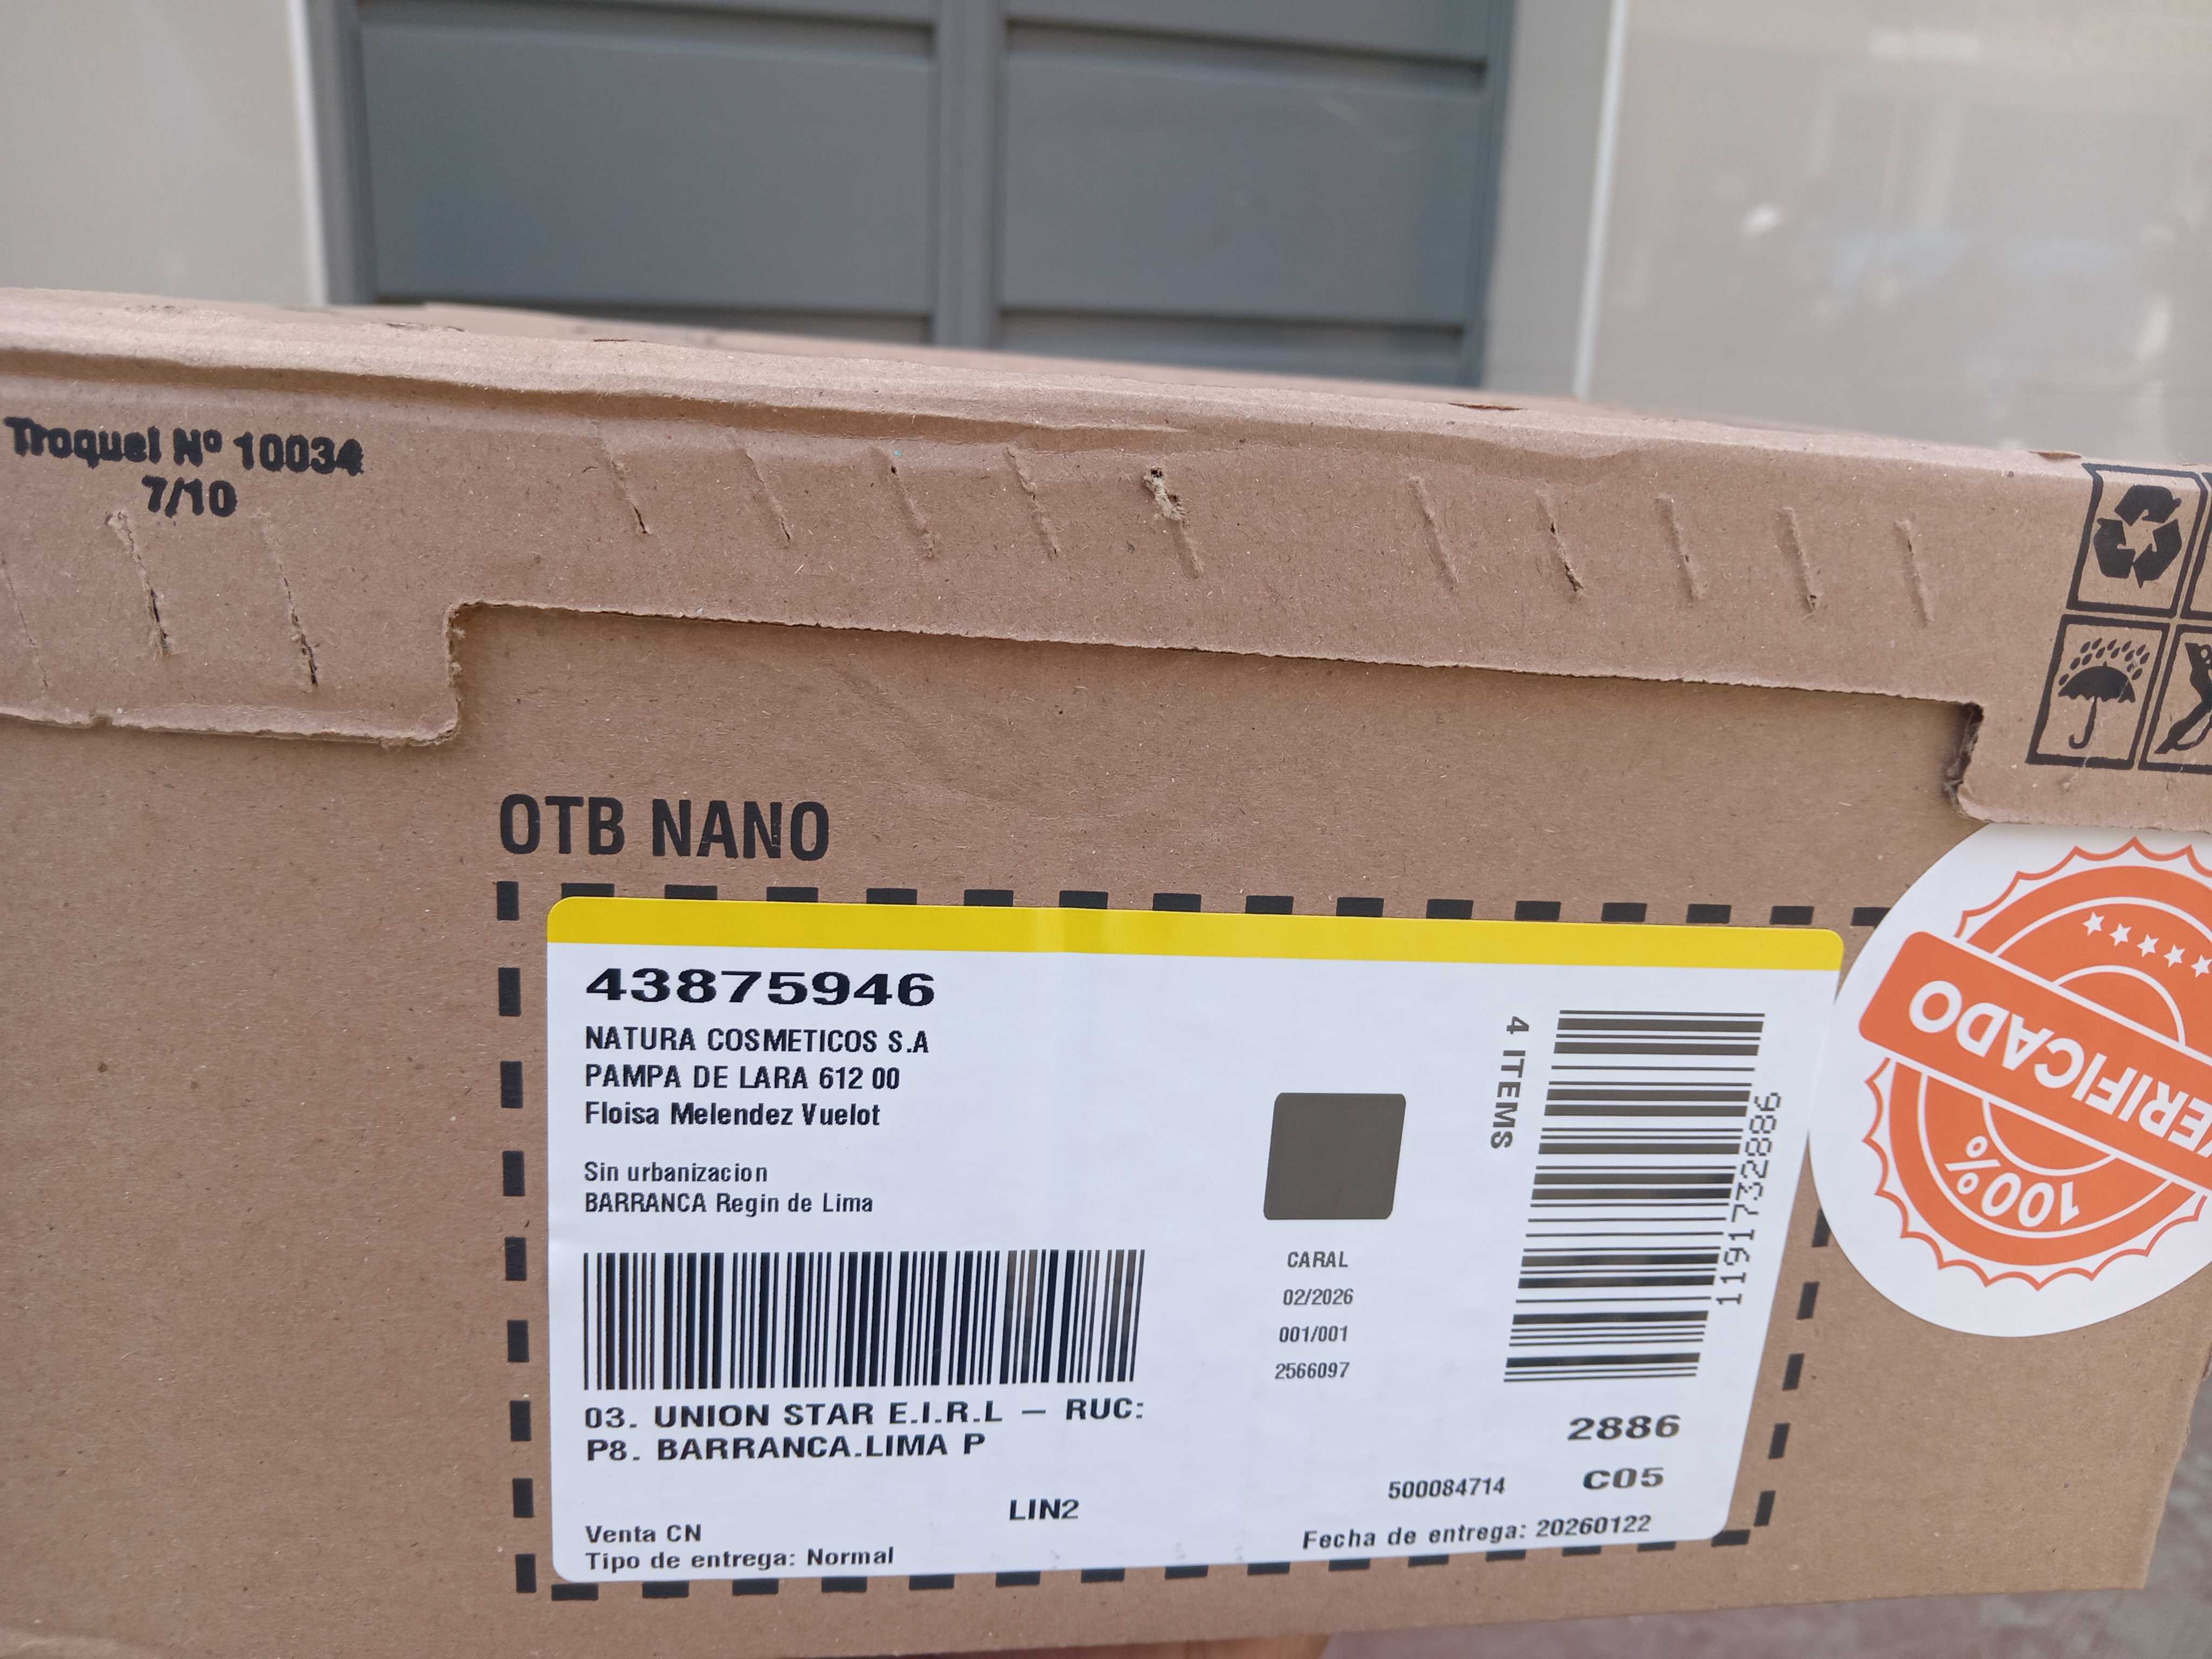 Troquel Nº 10034
7/10
OTB NANO
43875946
NATURA COSMETICOS S.A
PAMPA DE LARA 612 00
Floisa Melendez Vuelot
Sin urbanizacion
BARRANCA Regin de Lima
03. UNION STAR E.I.R.L – RUC:
P8. BARRANCA.LIMA P
LIN2
Venta CN
Tipo de entrega: Normal
CARAL
02/2026
001/001
2566097
4 ITEMS
1191732886
2886
C05
500084714
Fecha de entrega: 20260122
100%
VERIFICADO